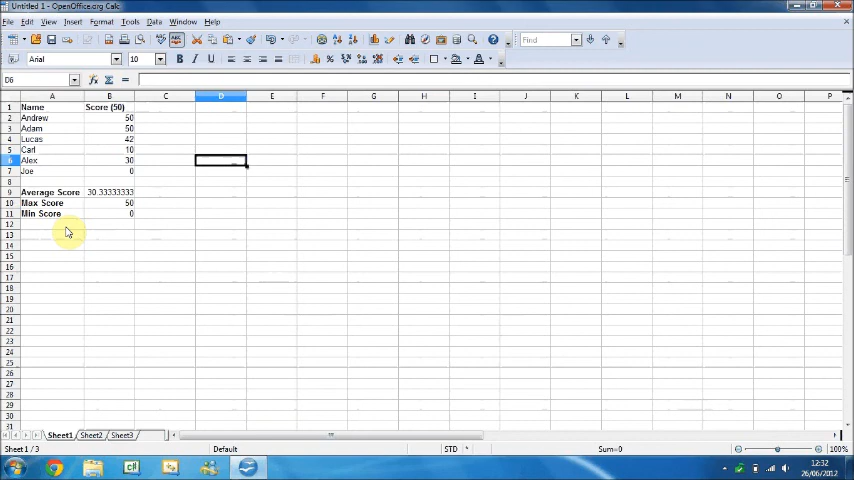 Untitled 1 - OpenOffice.org Calc
File Edit View Insert Format Tools Data Window Help
Find
Arial 10
D6
A B C D E F G H I J K L M N O P
1 Name Score (50)
2 Andrew 50
3 Adam 50
4 Lucas 42
5 Carl 10
6 Alex 30
7 Joe 0
8
9 Average Score 30.33333333
10 Max Score 50
11 Min Score 0
12
13
14
15
16
17
18
19
20
21
22
23
24
25
26
27
28
29
30
31
Sheet1 Sheet2 Sheet3
Sheet 1 / 3 Default STD * Sum=0 100%
12:32
26/06/2012